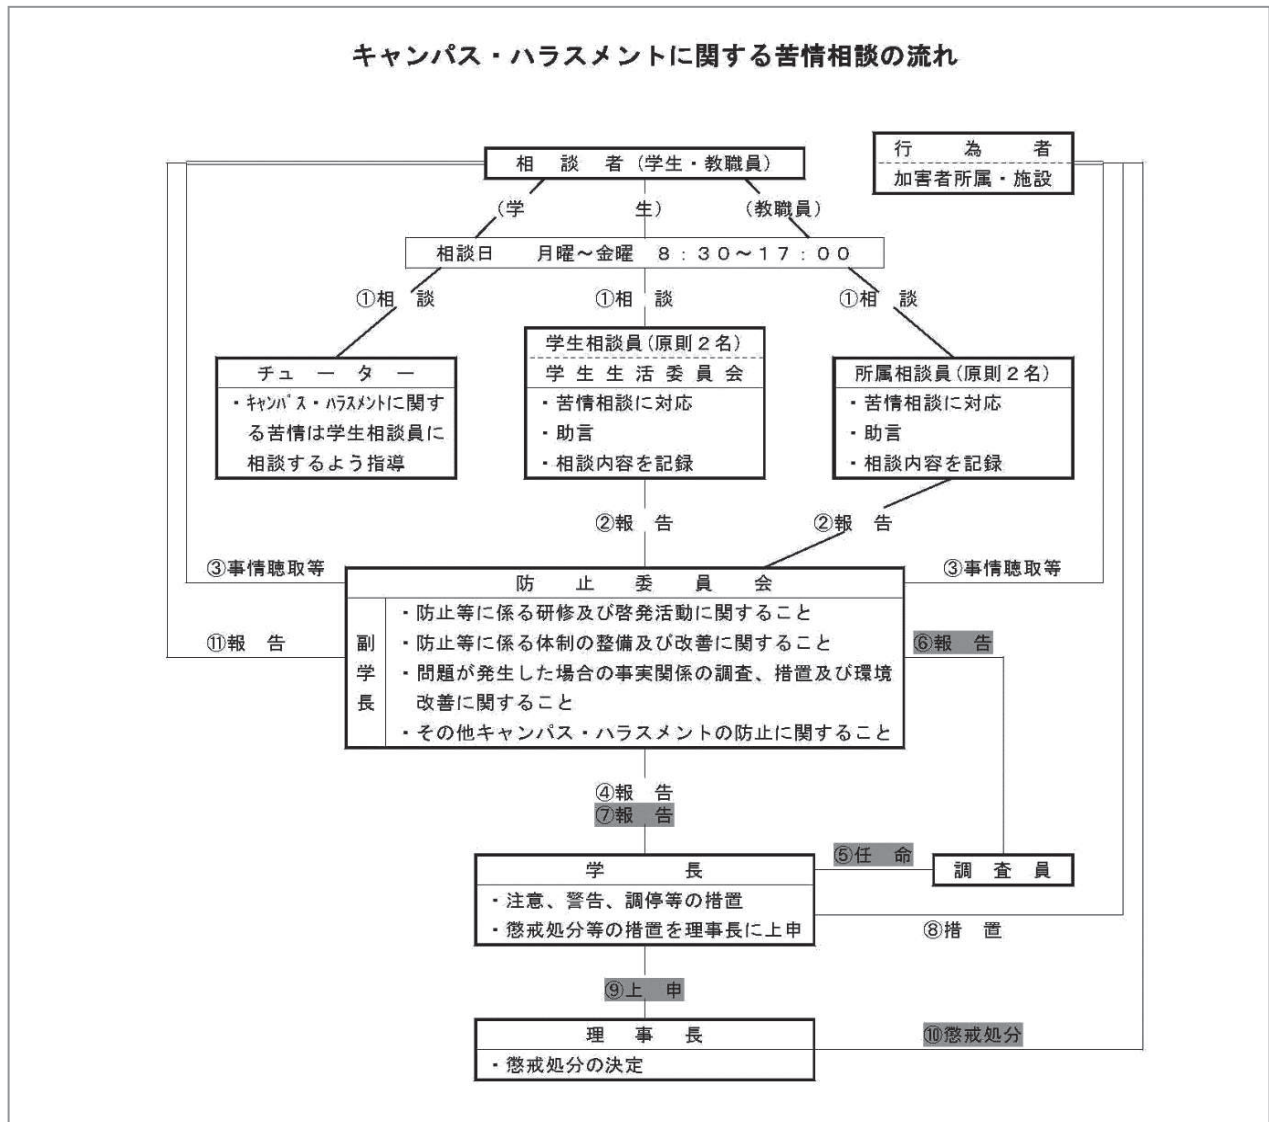 キャンパス・ハラスメントに関する苦情相談の流れ
相談者(学生・教職員)
行為者
加害者所属・施設
(学生)
(教職員)
相談日 月曜～金曜 8:30～17:00
①相談
①相談
①相談
チューター
・ｷｬﾝﾊﾟｽ・ﾊﾗｽﾒﾝﾄに関す
る苦情は学生相談員に
相談するよう指導
学生相談員(原則2名)
学生生活委員会
・苦情相談に対応
・助言
・相談内容を記録
所属相談員(原則2名)
・苦情相談に対応
・助言
・相談内容を記録
②報告
②報告
③事情聴取等
③事情聴取等
防止委員会
副学長
・防止等に係る研修及び啓発活動に関すること
・防止等に係る体制の整備及び改善に関すること
・問題が発生した場合の事実関係の調査、措置及び環境
改善に関すること
・その他キャンパス・ハラスメントの防止に関すること
⑪報告
⑥報告
④報告
⑦報告
学長
・注意、警告、調停等の措置
・懲戒処分等の措置を理事長に上申
⑤任命
調査員
⑧措置
⑨上申
理事長
・懲戒処分の決定
⑩懲戒処分